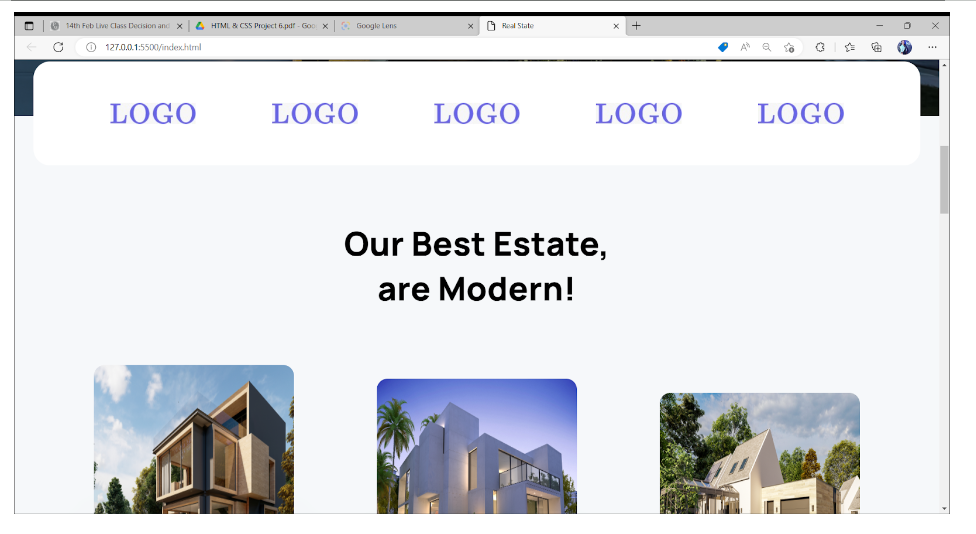 14th Feb Live Class Decision and
HTML & CSS Project 6.pdf - Goo
Google Lens
Real State
127.0.0.1:5500/index.html
LOGO LOGO LOGO LOGO LOGO
Our Best Estate,
are Modern!